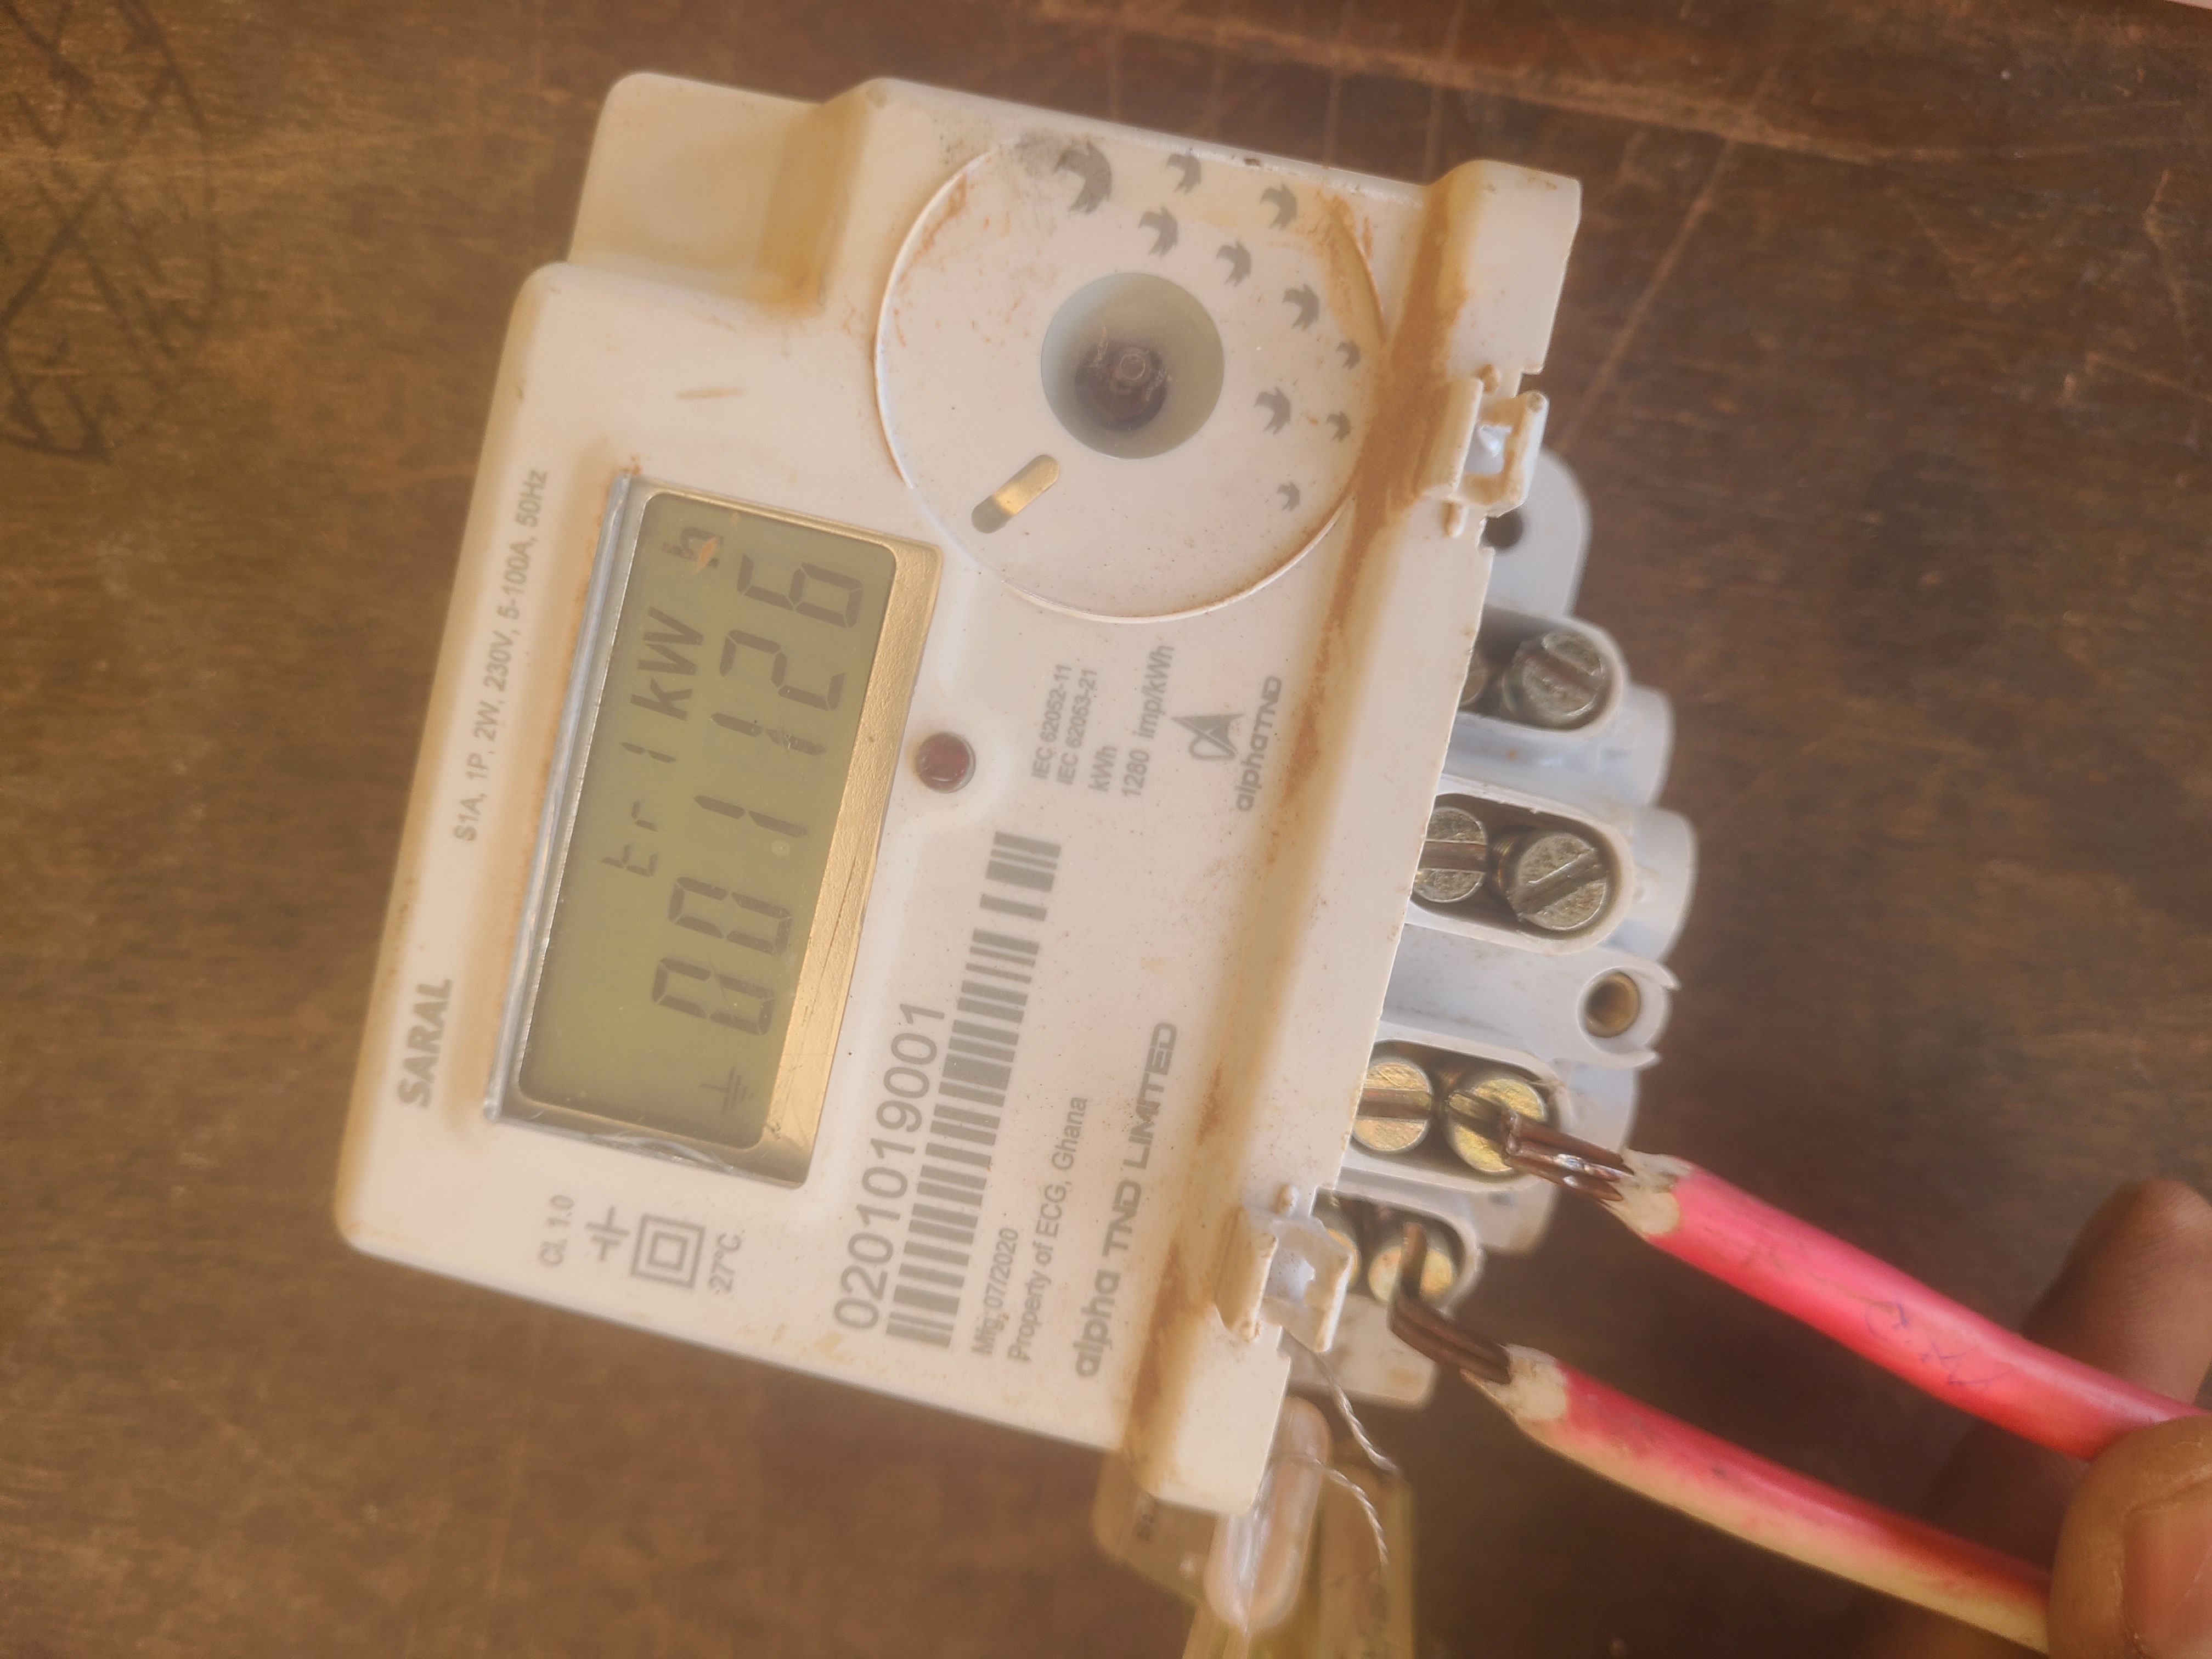 SARAL
S1A, 1P, 2W, 230V, 5-100A, 50Hz
Cl. 1.0
27°C
tr 1 kW h
001126
0201019001
Mfg. 07/2020
Property of ECG, Ghana
alpha TND LIMITED
IEC 62052-11
IEC 62053-21
kWh
1280 imp/kWh
alphaTND